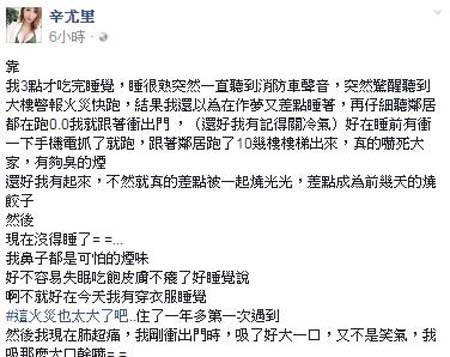 辛尤里
6小時 ·
靠
我3點才吃完睡覺，睡很熟突然一直聽到消防車聲音，突然驚醒聽到
大樓警報火災快跑，結果我還以為在作夢又差點睡著，再仔細聽鄰居
都在跑0.0我就跟著衝出門 ，（還好我有記得關冷氣）好在睡前有衝
一下手機電抓了就跑，跟著鄰居跑了10幾樓樓梯出來，真的嚇死大
家，有夠臭的煙
還好我有起來，不然就真的差點被一起燒光光，差點成為前幾天的燒
餃子
然後
現在沒得睡了= =...
我鼻子都是可怕的煙味
好不容易失眠吃飽皮膚不癢了好睡覺說
啊不就好在今天我有穿衣服睡覺
#這火災也太大了吧..住了一年多第一次遇到
然後我現在肺超痛，我剛衝出門時，吸了好大一口，又不是笑氣，我
吸那麼大口幹嘛= =